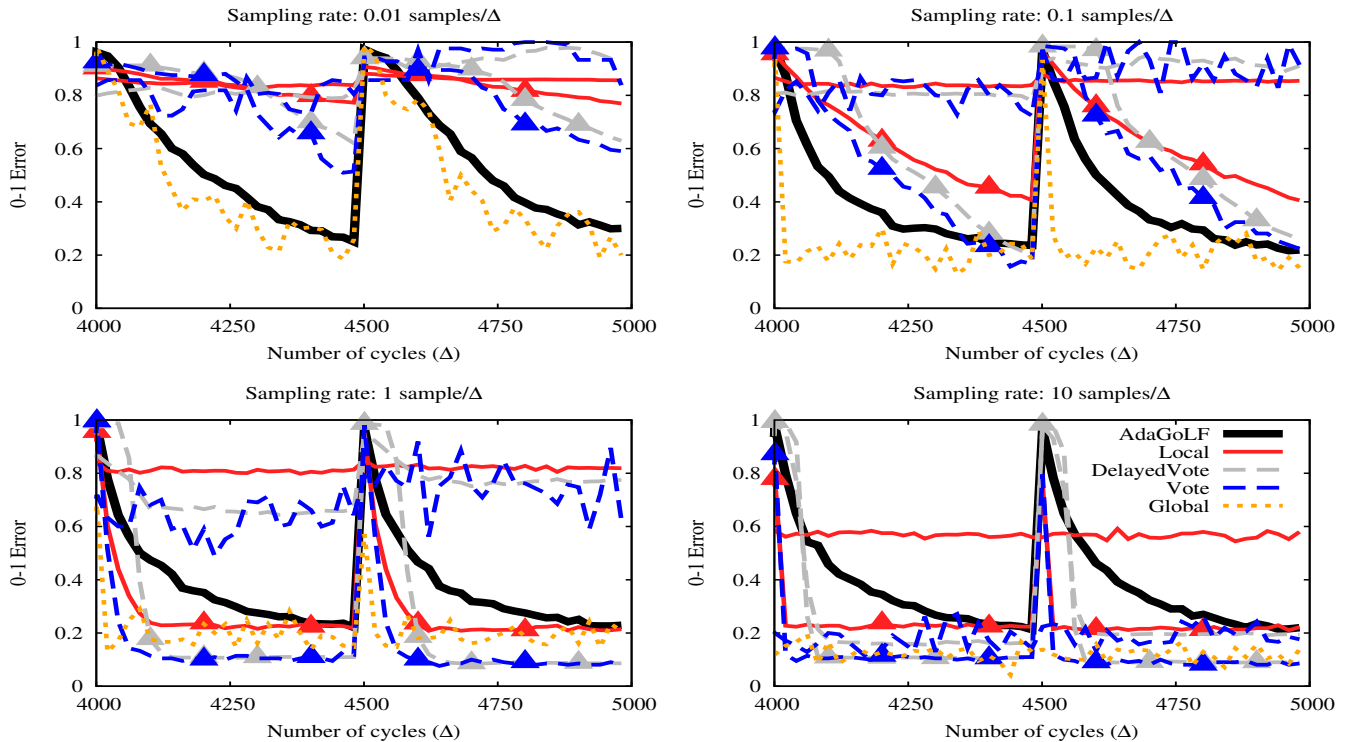 Sampling rate: 0.01 samples/Δ
1
0.8
0.6
0.4
0.2
0
0-1 Error
4000 4250 4500 4750 5000
Number of cycles (Δ)
Sampling rate: 0.1 samples/Δ
1
0.8
0.6
0.4
0.2
0
0-1 Error
4000 4250 4500 4750 5000
Number of cycles (Δ)
Sampling rate: 1 sample/Δ
1
0.8
0.6
0.4
0.2
0
0-1 Error
4000 4250 4500 4750 5000
Number of cycles (Δ)
Sampling rate: 10 samples/Δ
1
0.8
0.6
0.4
0.2
0
0-1 Error
AdaGoLF
Local
DelayedVote
Vote
Global
4000 4250 4500 4750 5000
Number of cycles (Δ)